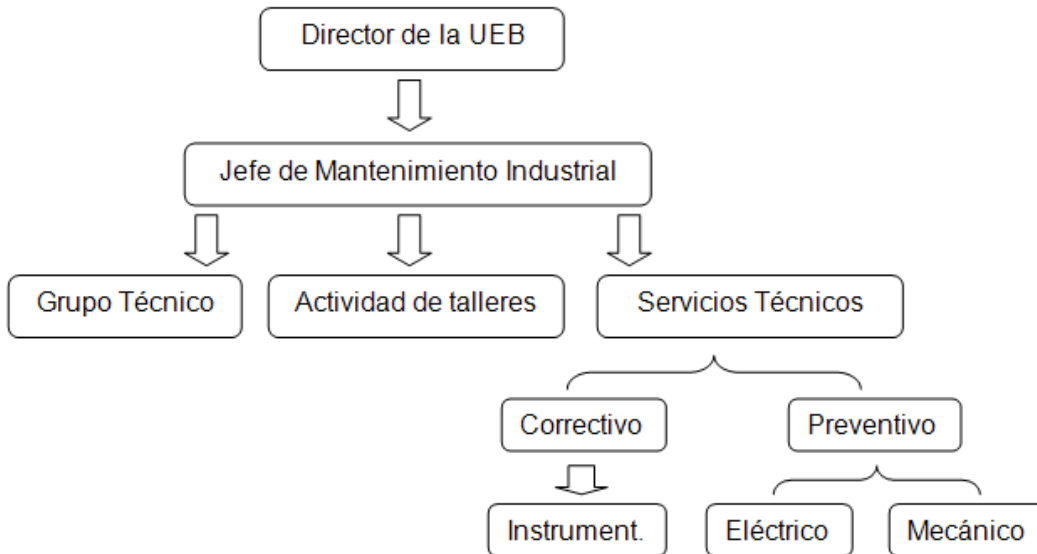 Director de la UEB
Jefe de Mantenimiento Industrial
Grupo Técnico
Actividad de talleres
Servicios Técnicos
Correctivo
Preventivo
Instrument.
Eléctrico
Mecánico